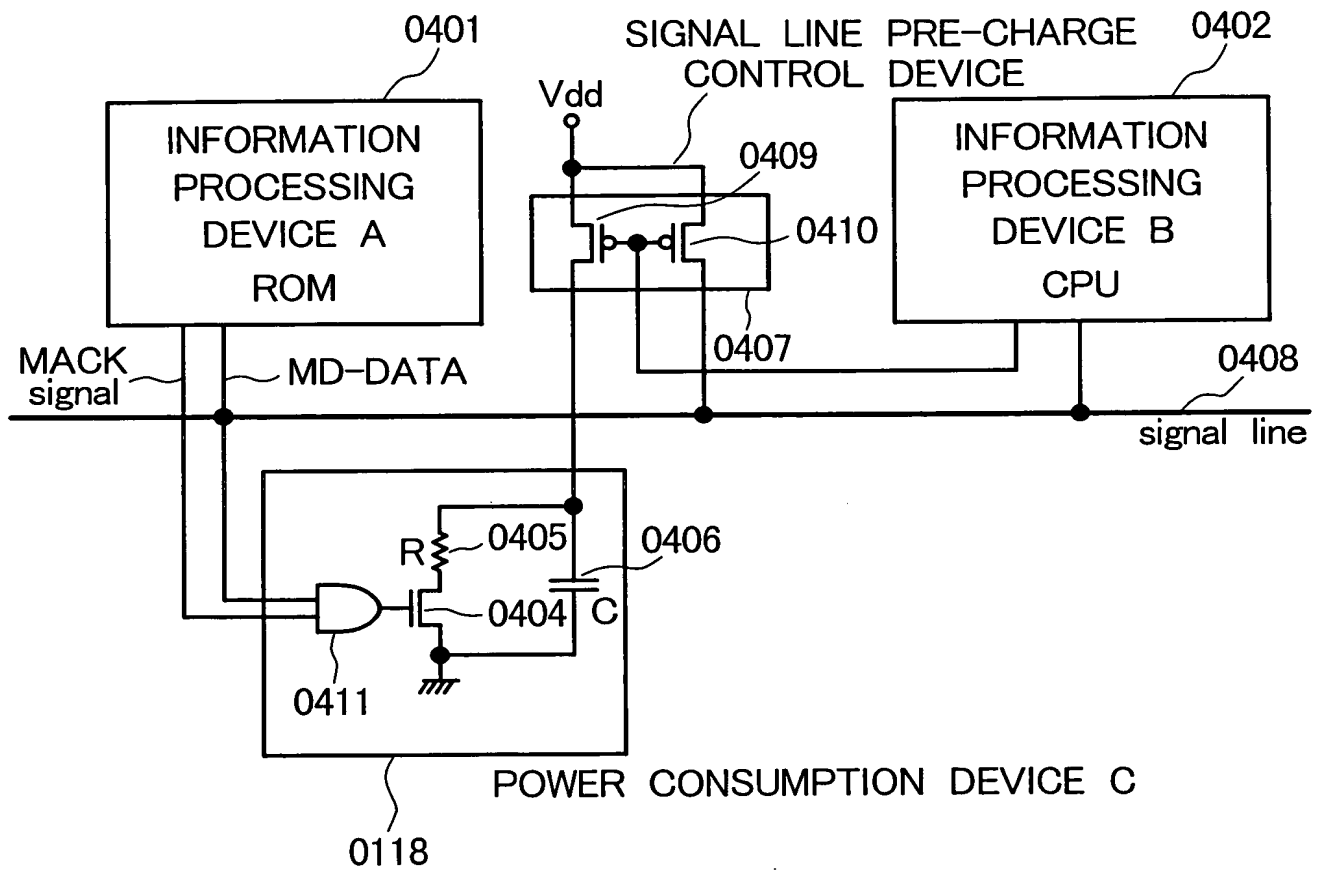 0401
SIGNAL LINE PRE-CHARGE
CONTROL DEVICE
0402
Vdd
INFORMATION
PROCESSING
DEVICE A
ROM
0409
0410
INFORMATION
PROCESSING
DEVICE B
CPU
0407
MACK
signal
MD-DATA
0408
signal line
R
0405
0406
0404
C
0411
POWER CONSUMPTION DEVICE C
0118